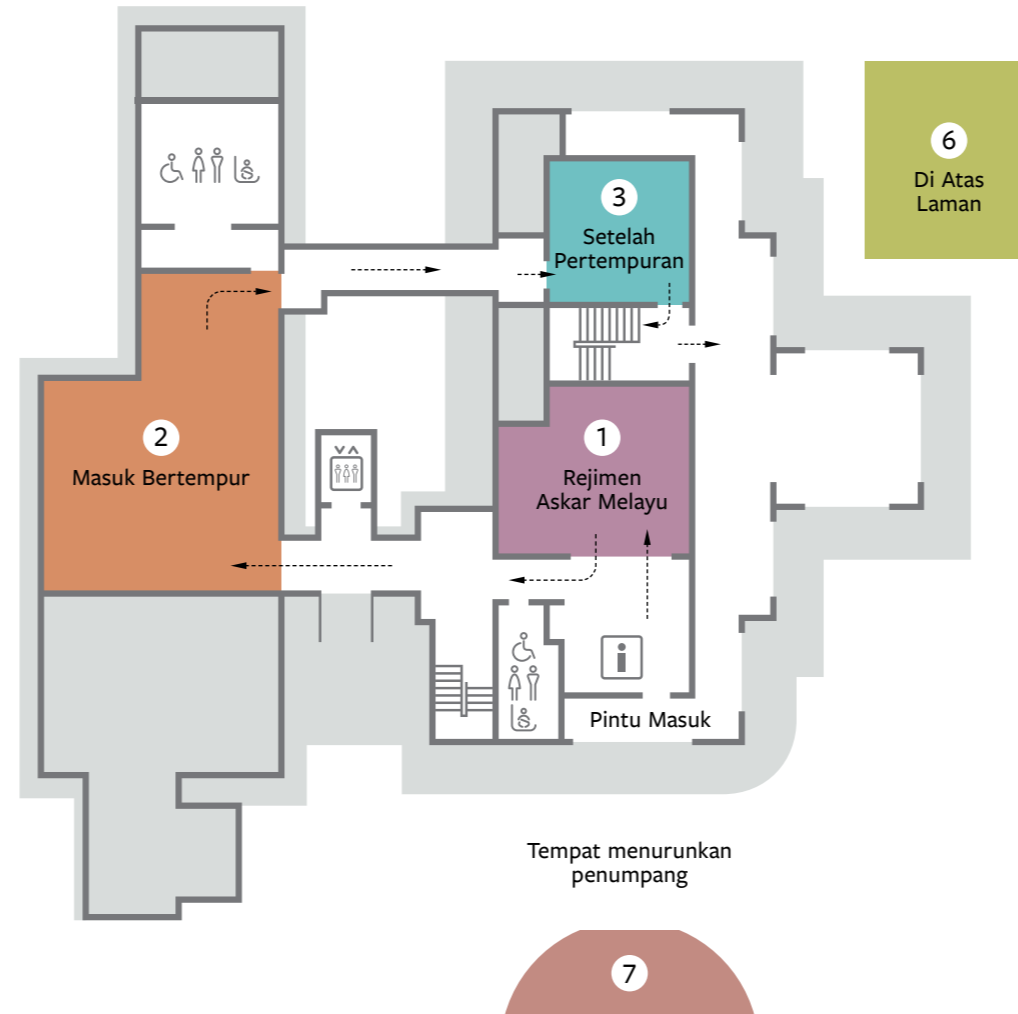 6
Di Atas
Laman
3
Setelah
Pertempuran
2
Masuk Bertempur
1
Rejimen
Askar Melayu
i
Pintu Masuk
Tempat menurunkan
penumpang
7